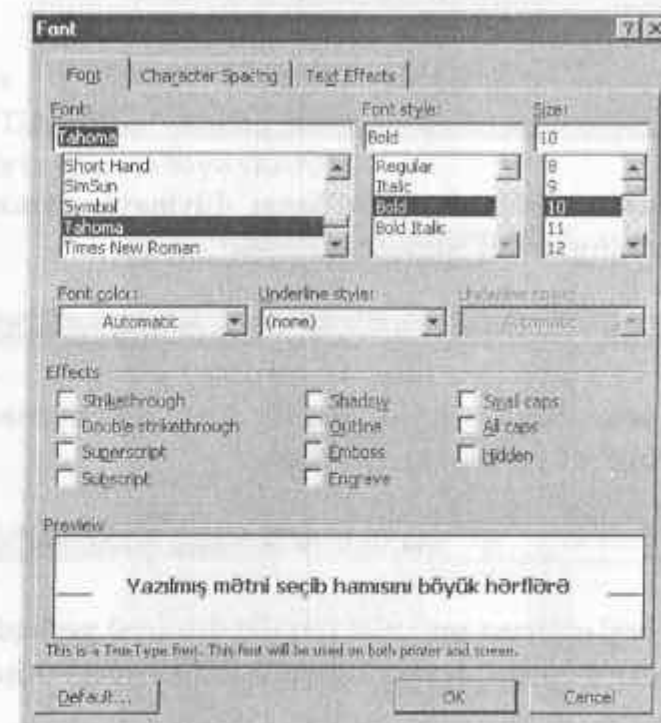 Font
Font Character Spacing Text Effects
Font: Font style: Size:
Tahoma Bold 10
Short Hand Regular 8
SimSun Italic 9
Symbol Bold 10
Tahoma Bold Italic 11
Times New Roman 12
Font color: Underline style: Underline color:
Automatic (none) Automatic
Effects
Strikethrough Shadow Small caps
Double strikethrough Outline All caps
Superscript Emboss Hidden
Subscript Engrave
Preview
Yazılmış mətni seçib hamısını böyük hərflərə
This is a TrueType font. This font will be used on both printer and screen.
Default... OK Cancel